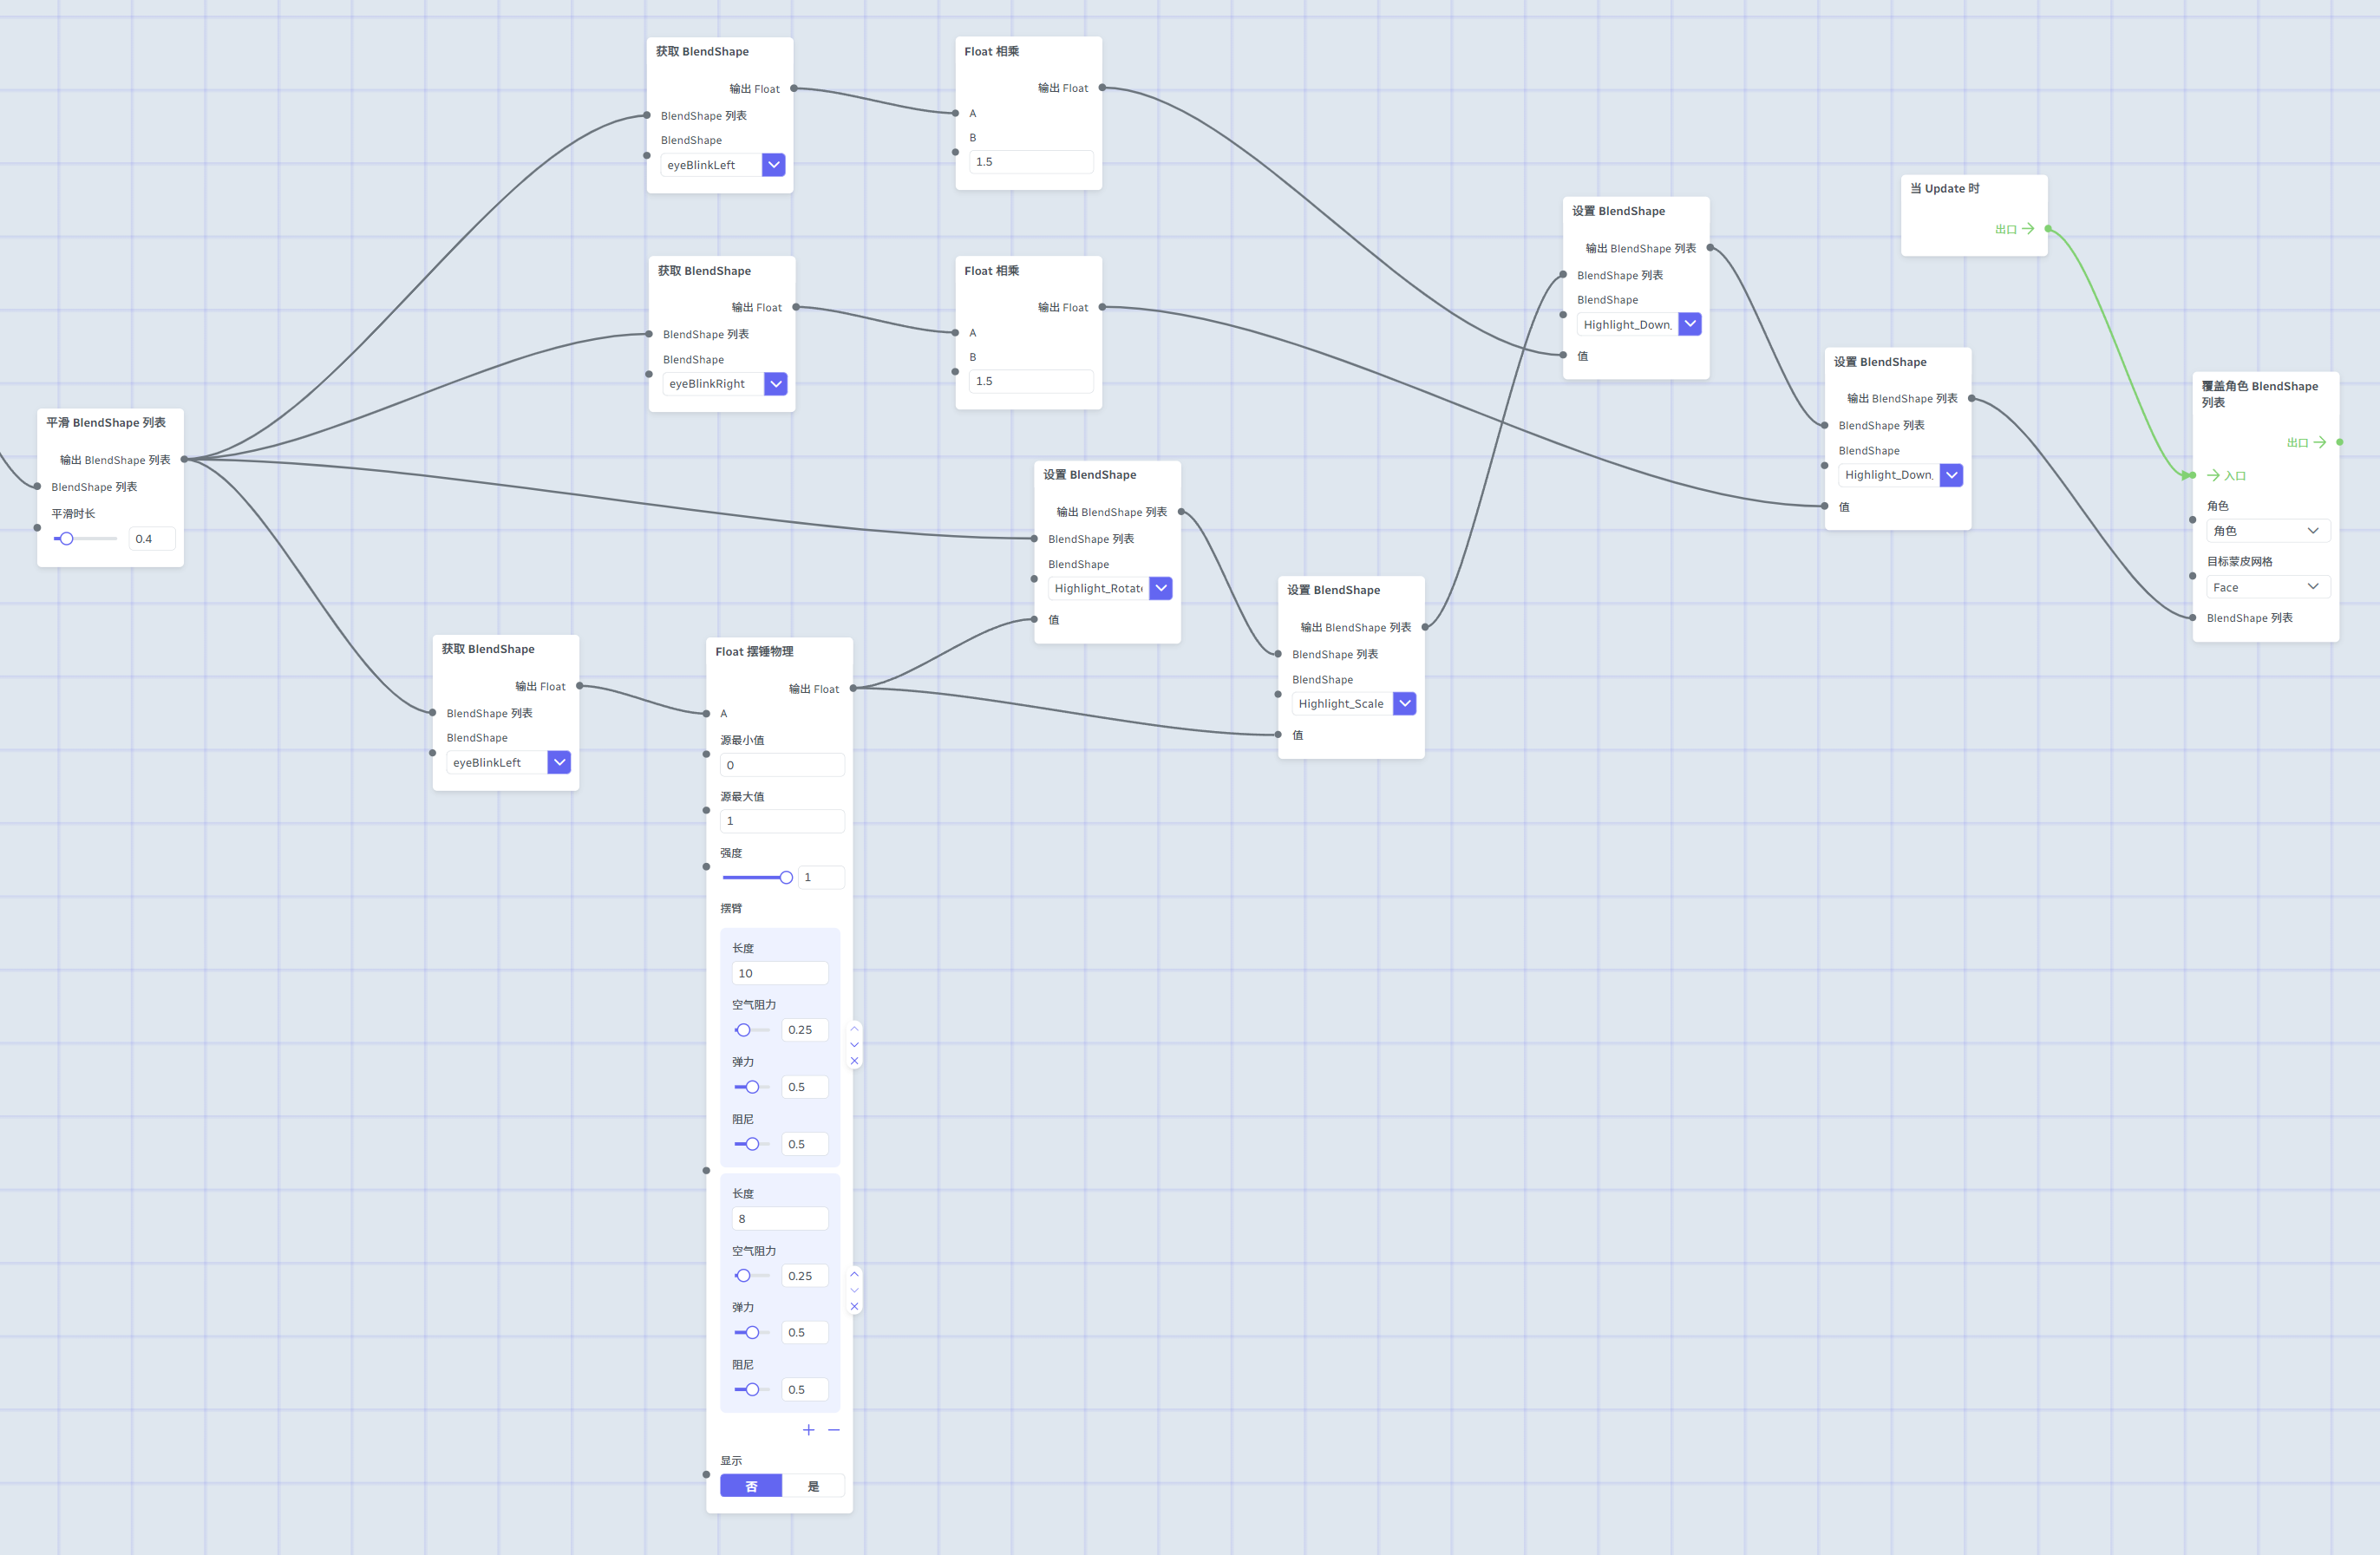 平滑 BlendShape 列表
输出 BlendShape 列表
BlendShape 列表
平滑时长
0.4
获取 BlendShape
输出 Float
BlendShape 列表
BlendShape
eyeBlinkLeft
Float 相乘
输出 Float
A
B
1.5
获取 BlendShape
输出 Float
BlendShape 列表
BlendShape
eyeBlinkRight
Float 相乘
输出 Float
A
B
1.5
获取 BlendShape
输出 Float
BlendShape 列表
BlendShape
eyeBlinkLeft
Float 摆锤物理
输出 Float
A
源最小值
0
源最大值
1
强度
1
摆臂
长度
10
空气阻力
0.25
弹力
0.5
阻尼
0.5
长度
8
空气阻力
0.25
弹力
0.5
阻尼
0.5
显示
否
是
设置 BlendShape
输出 BlendShape 列表
BlendShape 列表
BlendShape
Highlight_Rotat
值
设置 BlendShape
输出 BlendShape 列表
BlendShape 列表
BlendShape
Highlight_Scale
值
设置 BlendShape
输出 BlendShape 列表
BlendShape 列表
BlendShape
Highlight_Down_
值
设置 BlendShape
输出 BlendShape 列表
BlendShape 列表
BlendShape
Highlight_Down_
值
当 Update 时
出口
覆盖角色 BlendShape
列表
出口
入口
角色
角色
目标蒙皮网格
Face
BlendShape 列表